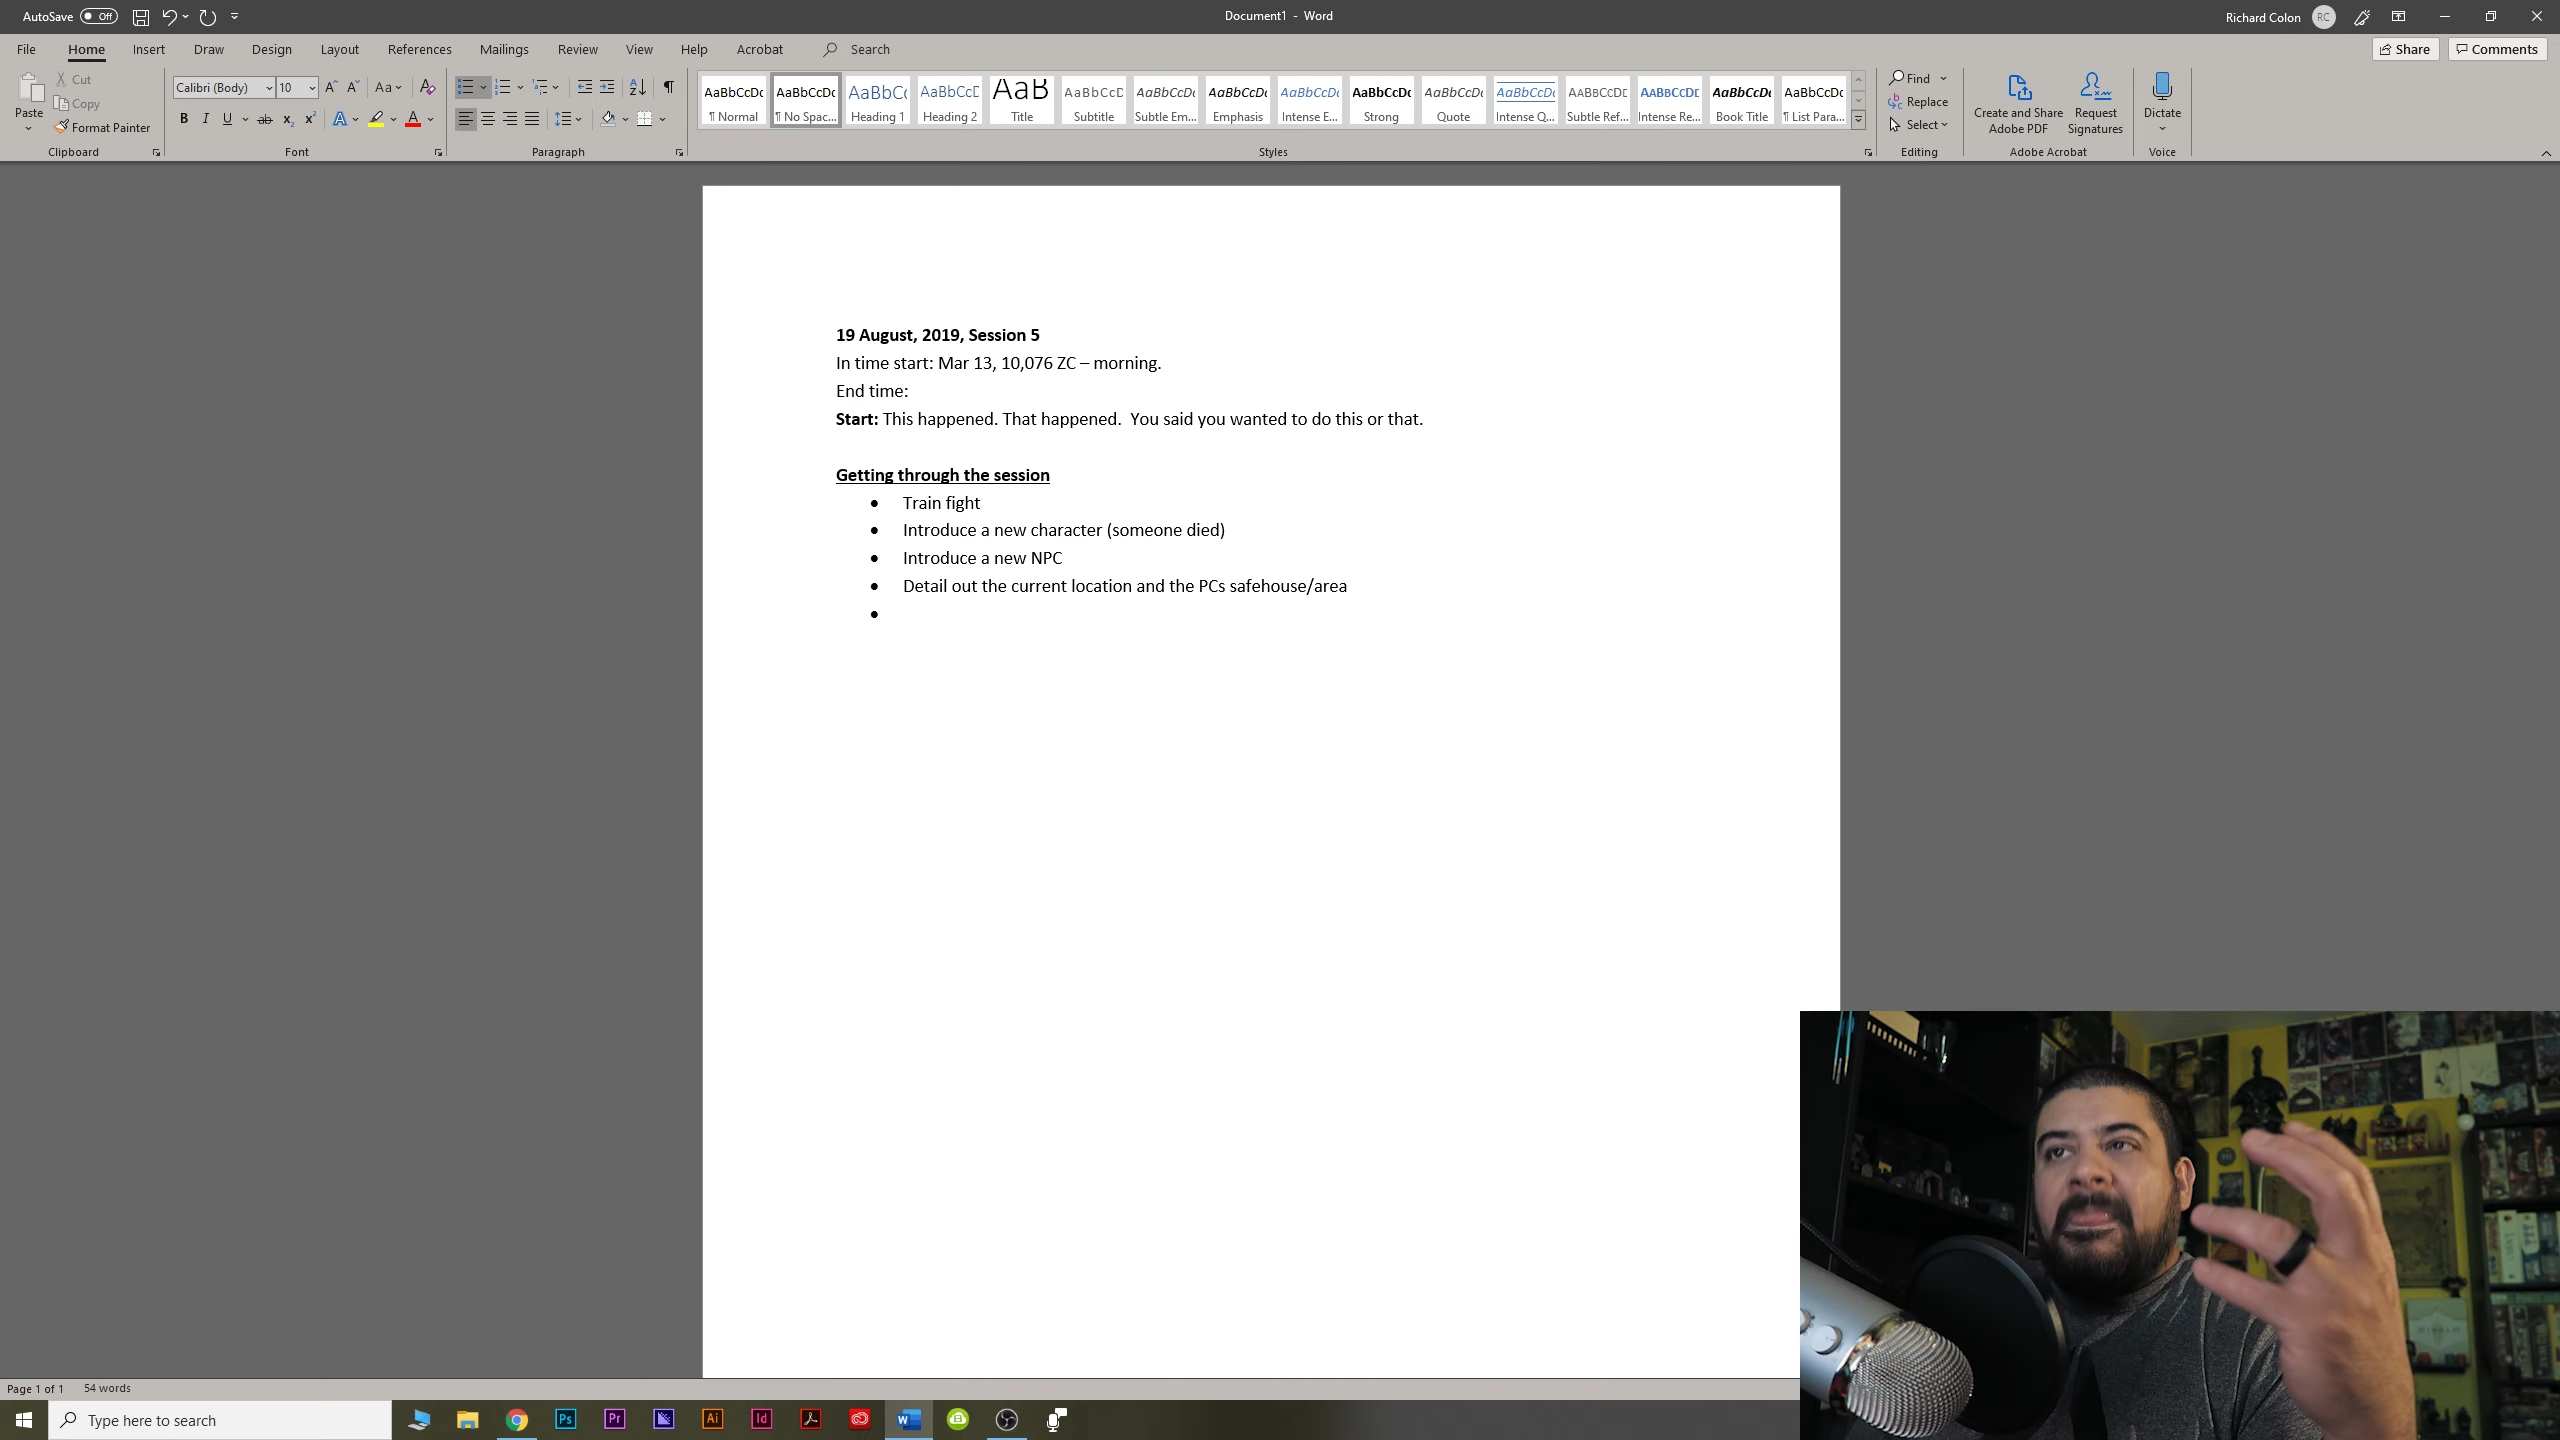 AutoSave Off
Document1 - Word
Richard Colon RC
File Home Insert Draw Design Layout References Mailings Review View Help Acrobat Search
Share Comments
Paste
Cut
Copy
Format Painter
Clipboard
Calibri (Body) 10
Font
Paragraph
AaBbCcDc AaBbCcDc AaBbC( AaBbCcD AaB AaBbCcD AaBbCcDc AaBbCcDc AaBbCcDc AaBbCcDc AaBbCcDc AaBbCcDc AABBCCDD AABBCCDD AaBbCcDc AaBbCcDc
¶ Normal ¶ No Spac... Heading 1 Heading 2 Title Subtitle Subtle Em... Emphasis Intense E... Strong Quote Intense Q... Subtle Ref... Intense Re... Book Title ¶ List Para...
Styles
Find
Replace
Select
Editing
Create and Share
Adobe PDF
Request
Signatures
Adobe Acrobat
Dictate
Voice
19 August, 2019, Session 5
In time start: Mar 13, 10,076 ZC – morning.
End time:
Start: This happened. That happened.  You said you wanted to do this or that.
Getting through the session
• Train fight
• Introduce a new character (someone died)
• Introduce a new NPC
• Detail out the current location and the PCs safehouse/area
•
Page 1 of 1 54 words
Type here to search
Ps Pr Ai Id W